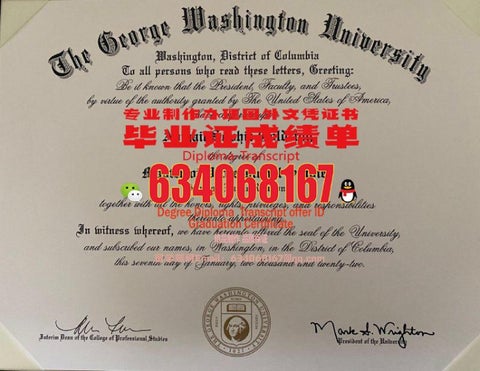 The George Washington University
Washington, District of Columbia
To all persons who read these letters, Greeting:
Be it known that the President, Faculty, and Trustees,
by virtue of the authority granted by The United States of America,
专业制作办理国外文凭证书
毕业证成绩单
Diploma Transcript
634068167
together with all the honors, rights, privileges, and responsibilities
thereunto appertaining.
Degree Diploma transcript offer ID
Graduation Certificate
In witness whereof, we have hereunto affixed the seal of the University,
and subscribed our names, in Washington, in the District of Columbia,
634068167@qq.com
this seventh day of January, two thousand and twenty-two.
Interim Dean of the College of Professional Studies
Mark S. Wrighton
President of the University